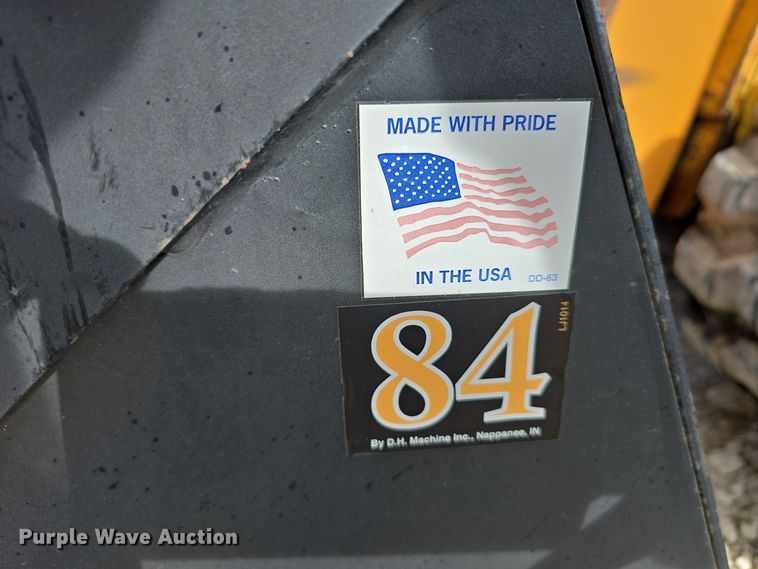 MADE WITH PRIDE
IN THE USA
DD-63
84
LJ1014
By D.H. Machine Inc., Nappanee, IN
Purple Wave Auction